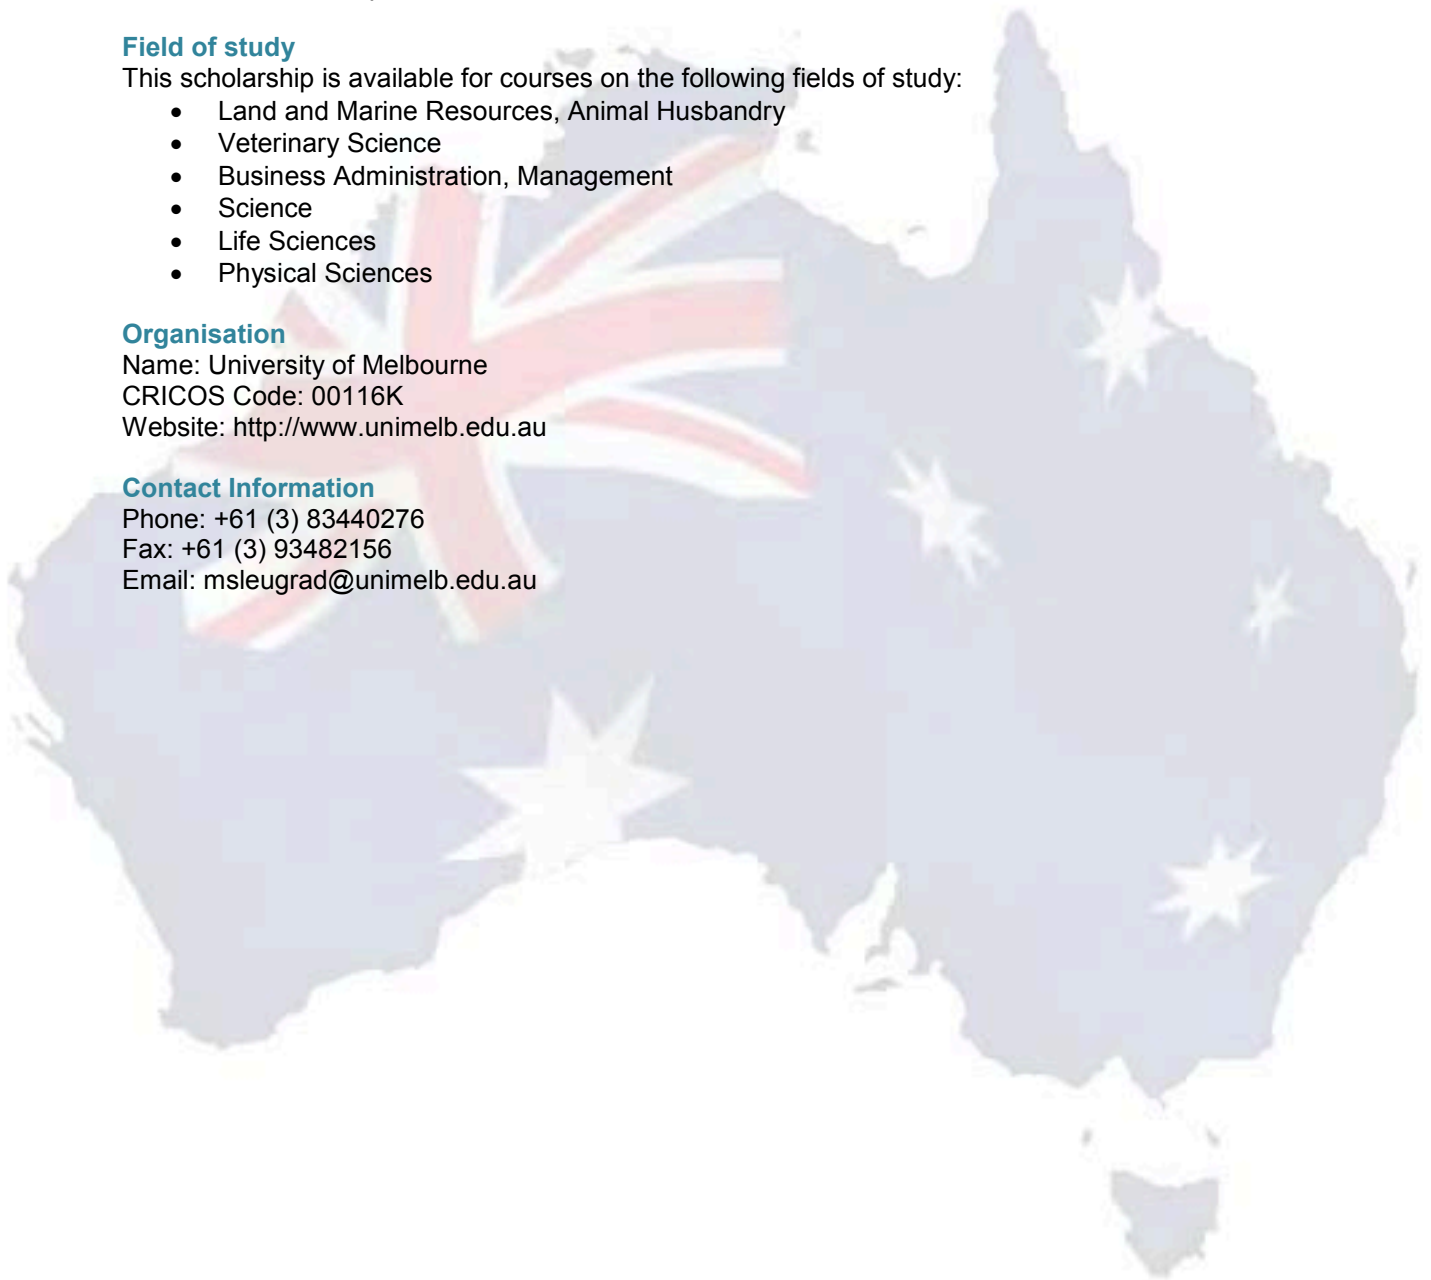 Field of study
This scholarship is available for courses on the following fields of study:
• Land and Marine Resources, Animal Husbandry
• Veterinary Science
• Business Administration, Management
• Science
• Life Sciences
• Physical Sciences
Organisation
Name: University of Melbourne
CRICOS Code: 00116K
Website: http://www.unimelb.edu.au
Contact Information
Phone: +61 (3) 83440276
Fax: +61 (3) 93482156
Email: msleugrad@unimelb.edu.au